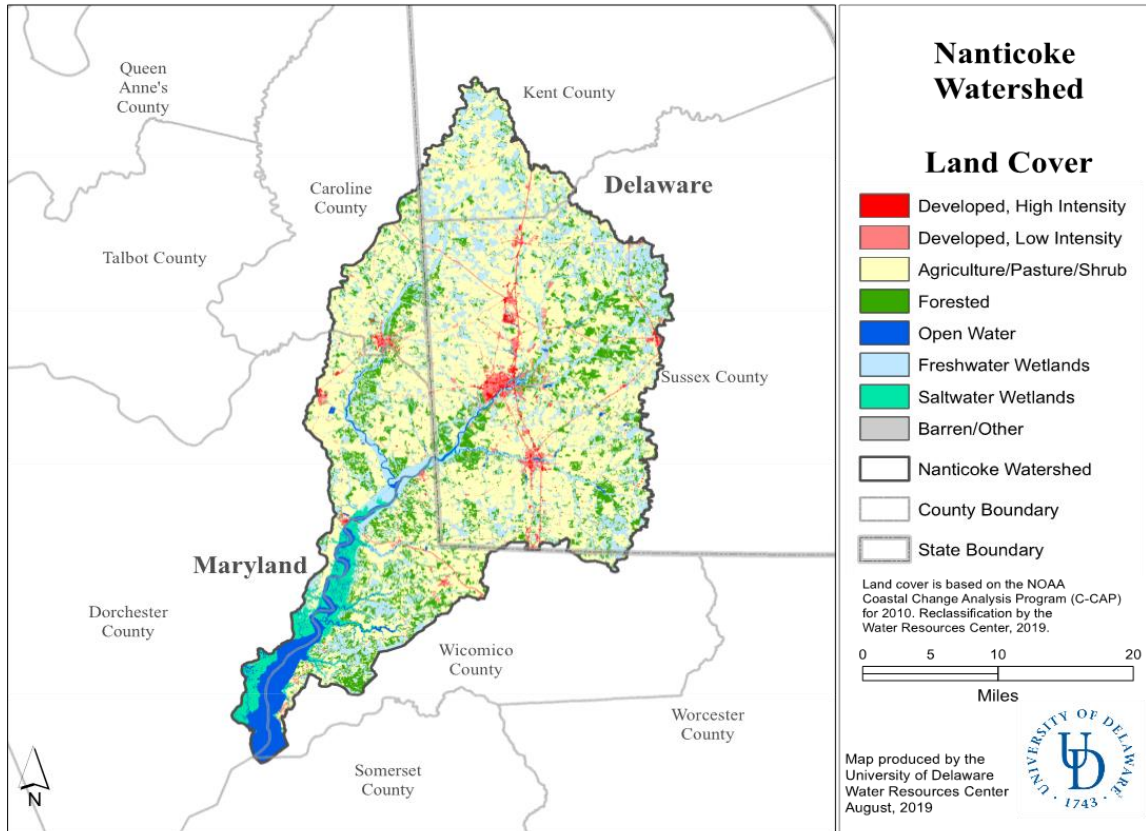 Queen
Anne's
County
Kent County
Caroline
County
Delaware
Talbot County
Sussex County
Maryland
Dorchester
County
Wicomico
County
Worcester
County
Somerset
County
N
Nanticoke
Watershed
Land Cover
Developed, High Intensity
Developed, Low Intensity
Agriculture/Pasture/Shrub
Forested
Open Water
Freshwater Wetlands
Saltwater Wetlands
Barren/Other
Nanticoke Watershed
County Boundary
State Boundary
Land cover is based on the NOAA
Coastal Change Analysis Program (C-CAP)
for 2010. Reclassification by the
Water Resources Center, 2019.
0 5 10 20
Miles
Map produced by the
University of Delaware
Water Resources Center
August, 2019
UNIVERSITY OF DELAWARE
UD
· 1743 ·